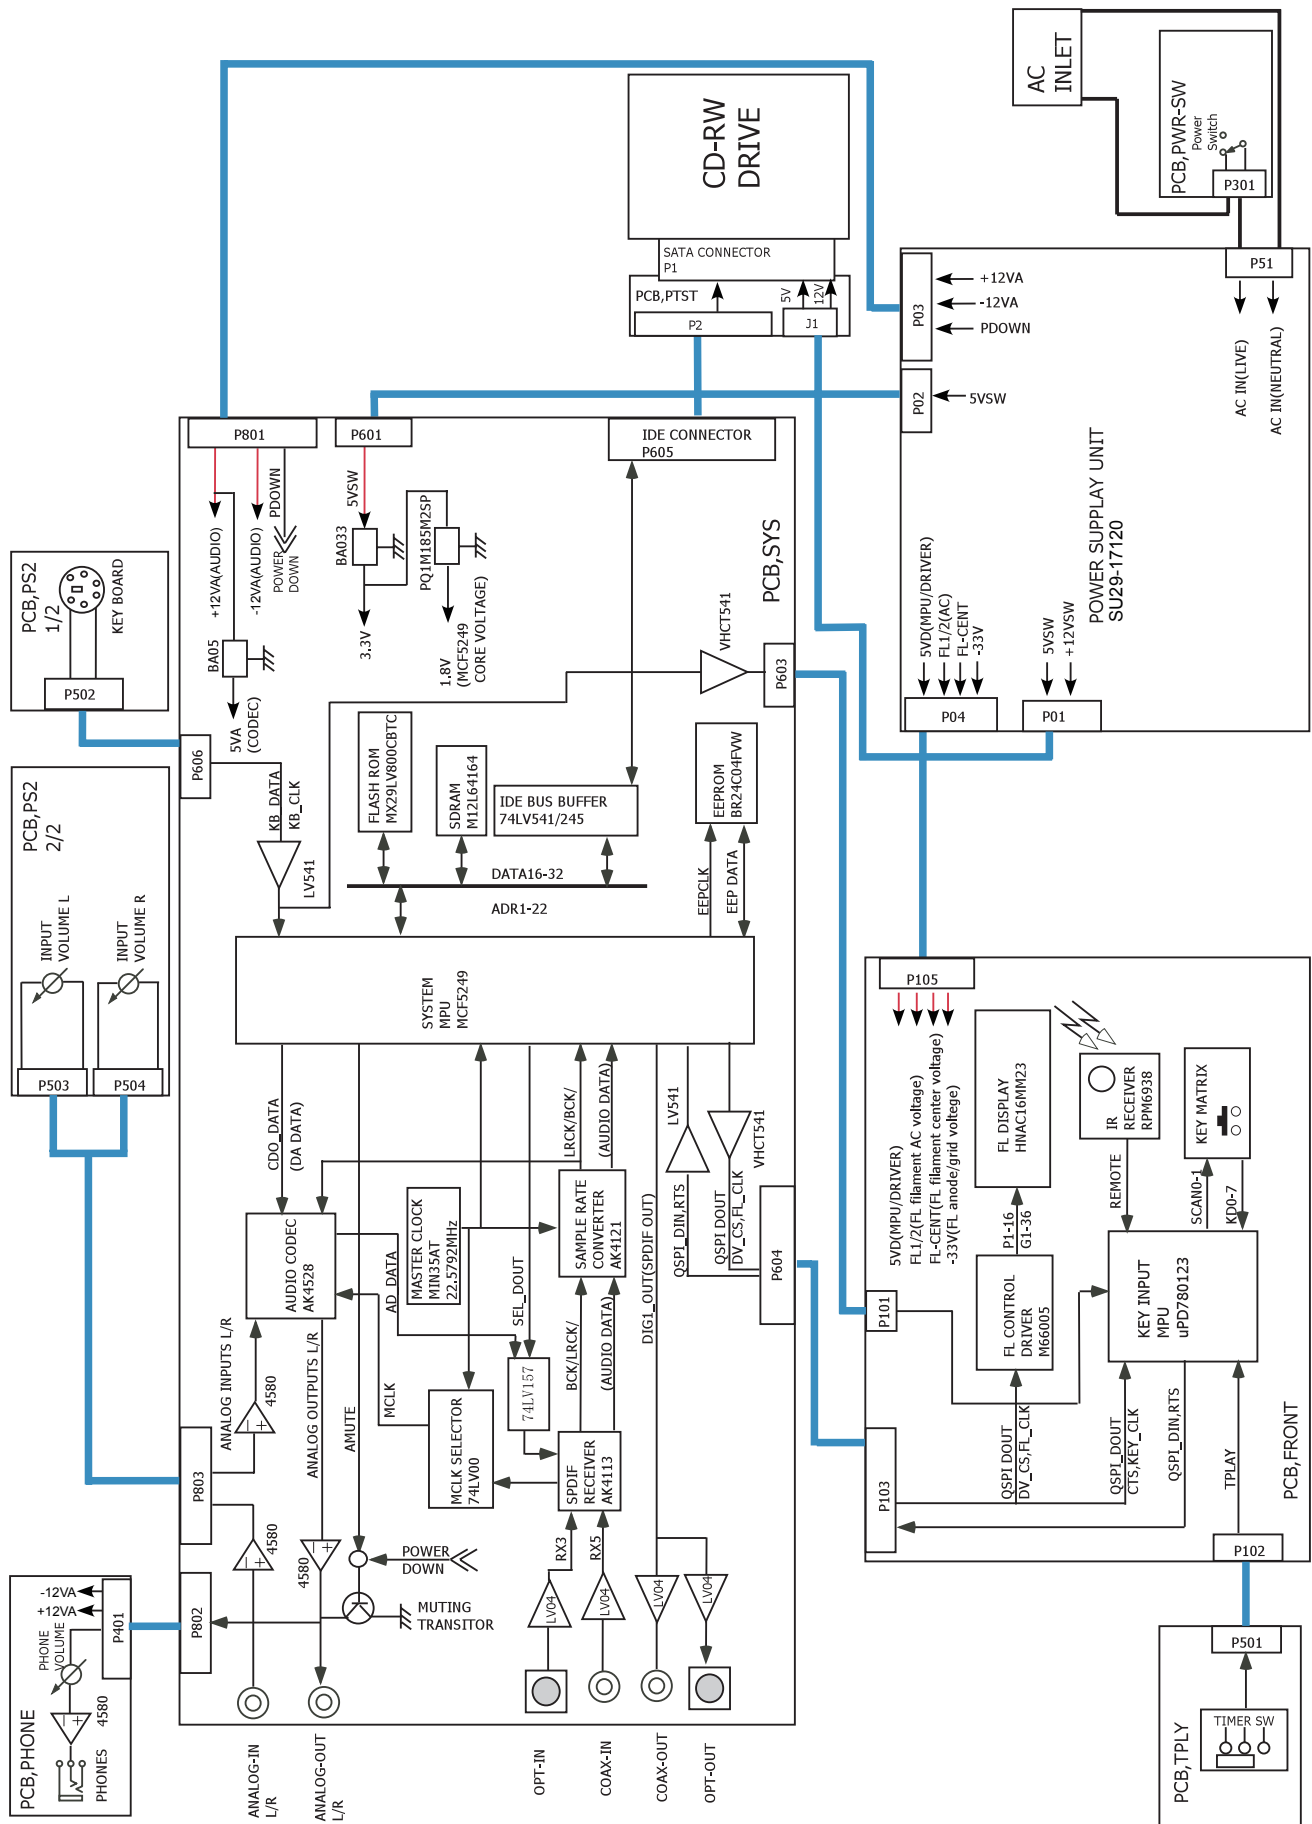 AC
INLET
PCB,PWR-SW
Power
Switch
P301
CD-RW
DRIVE
SATA CONNECTOR
P1
PCB,PTST
5V
12V
P2
J1
P03
+12VA
-12VA
PDOWN
P02
5VSW
P51
AC IN(LIVE)
AC IN(NEUTRAL)
POWER SUPPLAY UNIT
SU29-17120
5VD(MPU/DRIVER)
FL1/2(AC)
FL-CENT
-33V
5VSW
+12VSW
P04
P01
P801
P601
IDE CONNECTOR
P605
PCB,SYS
+12VA(AUDIO)
-12VA(AUDIO)
PDOWN
POWER
DOWN
5VSW
BA033
PQ1M185M2SP
3.3V
1.8V
(MCF5249
CORE VOLTAGE)
BA05
5VA
(CODEC)
PCB,PS2
1/2
KEY BOARD
P502
P606
KB_DATA
KB_CLK
LV541
VHCT541
P603
FLASH ROM
MX29LV800CBTC
SDRAM
M12L64164
IDE BUS BUFFER
74LV541/245
EEPROM
BR24C04FVW
DATA16-32
ADR1-22
EEPCLK
EEP DATA
PCB,PS2
2/2
INPUT
VOLUME L
INPUT
VOLUME R
P503
P504
SYSTEM
MPU
MCF5249
CDO_DATA
(DA DATA)
LRCK/BCK/
(AUDIO DATA)
LV541
VHCT541
AUDIO CODEC
AK4528
AD_DATA
MASTER CLOCK
MIN35AT
22.5792MHz
SEL_DOUT
SAMPLE RATE
CONVERTER
AK4121
DIG1_OUT(SPDIF OUT)
QSPI_DIN,RTS
QSPI DOUT
DV_CS,FL_CLK
P604
ANALOG INPUTS L/R
4580
ANALOG OUTPUTS L/R
AMUTE
MCLK
MCLK SELECTOR
74LV00
74LV157
BCK/LRCK/
(AUDIO DATA)
SPDIF
RECEIVER
AK4113
P803
4580
4580
POWER
DOWN
MUTING
TRANSITOR
P802
RX3
RX5
LV04
LV04
LV04
LV04
PCB,PHONE
-12VA
+12VA
P401
PHONE
VOLUME
4580
PHONES
ANALOG-IN
L/R
ANALOG-OUT
L/R
OPT-IN
COAX-IN
COAX-OUT
OPT-OUT
P105
5VD(MPU/DRIVER)
FL1/2(FL filament AC voltage)
FL-CENT(FL filament center voltage)
-33V(FL anode/grid voltege)
FL DISPLAY
HNAC16MM23
IR
RECEIVER
RPM6938
KEY MATRIX
P1-16
G1-36
REMOTE
SCAN0-1
KD0-7
P101
FL CONTROL
DRIVER
M66005
KEY INPUT
MPU
uPD780123
P103
QSPI DOUT
DV_CS,FL_CLK
QSPI_DOUT
CTS,KEY_CLK
QSPI_DIN,RTS
TPLAY
PCB,FRONT
P102
P501
TIMER SW
PCB,TPLY